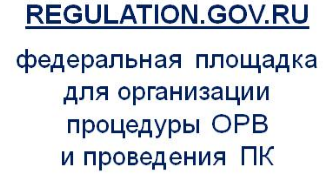 REGULATION.GOV.RU
федеральная площадка
для организации
процедуры ОРВ
и проведения ПК